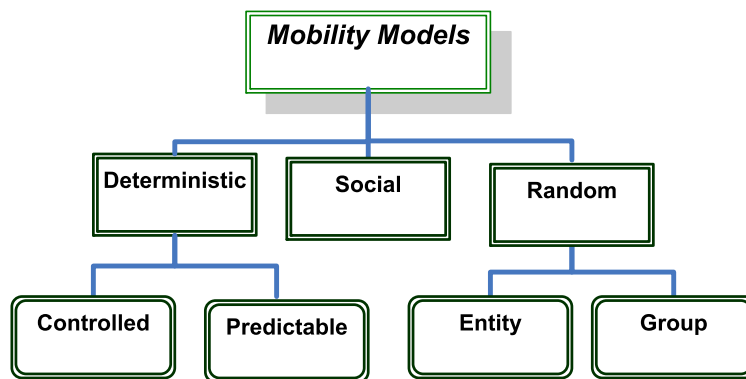 Mobility Models
Deterministic
Social
Random
Controlled
Predictable
Entity
Group